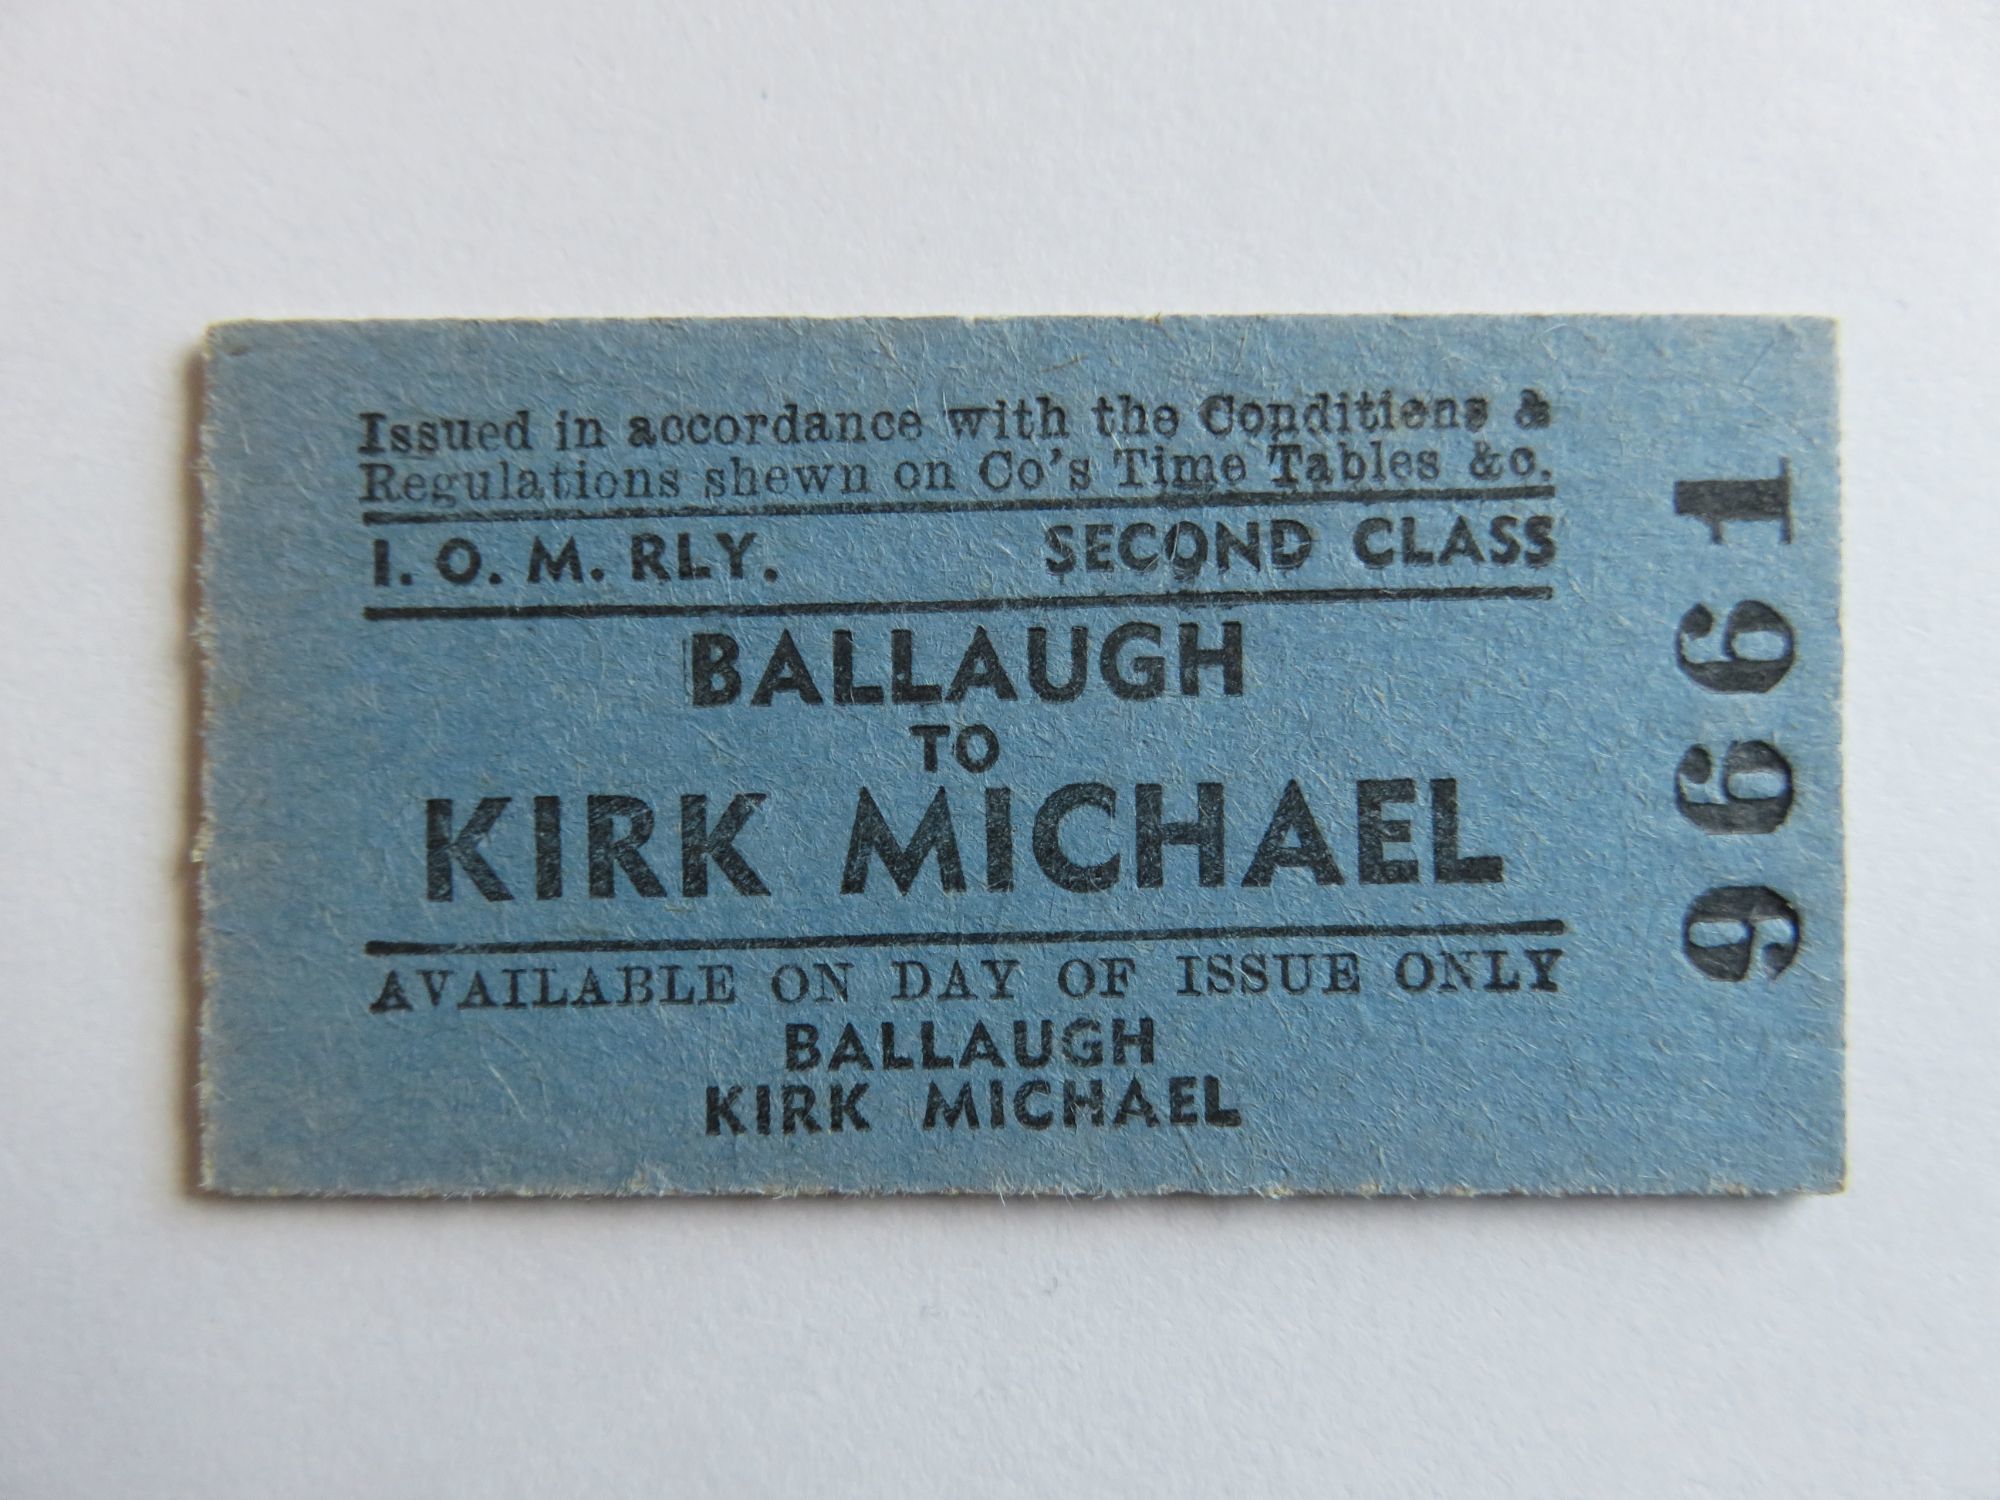 Issued in accordance with the Conditions &
Regulations shewn on Co's Time Tables &c.
I. O. M. RLY. SECOND CLASS
BALLAUGH
TO
KIRK MICHAEL
AVAILABLE ON DAY OF ISSUE ONLY
BALLAUGH
KIRK MICHAEL
9661